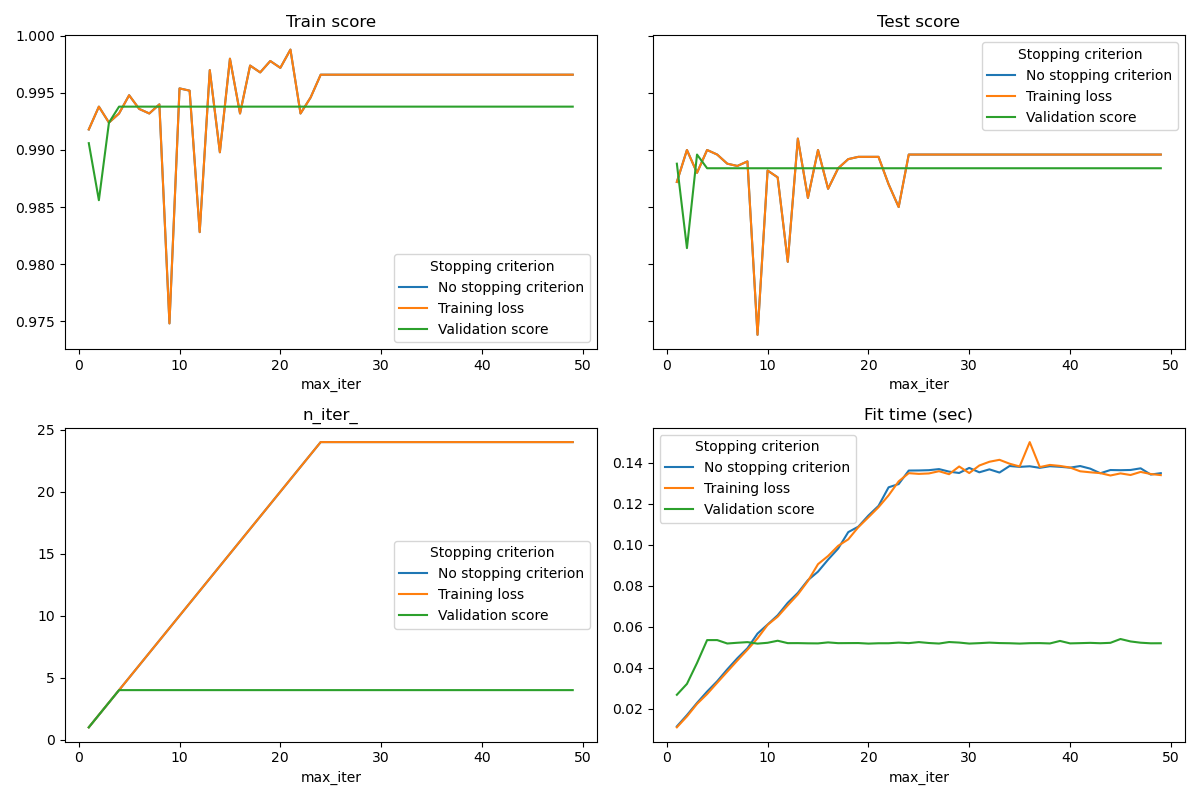 Train score
1.000
0.995
0.990
0.985
0.980
0.975
Stopping criterion
No stopping criterion
Training loss
Validation score
0 10 20 30 40 50
max_iter
Test score
Stopping criterion
No stopping criterion
Training loss
Validation score
0 10 20 30 40 50
max_iter
n_iter_
25
20
15
10
5
0
Stopping criterion
No stopping criterion
Training loss
Validation score
0 10 20 30 40 50
max_iter
Fit time (sec)
Stopping criterion
No stopping criterion
Training loss
Validation score
0.14
0.12
0.10
0.08
0.06
0.04
0.02
0 10 20 30 40 50
max_iter